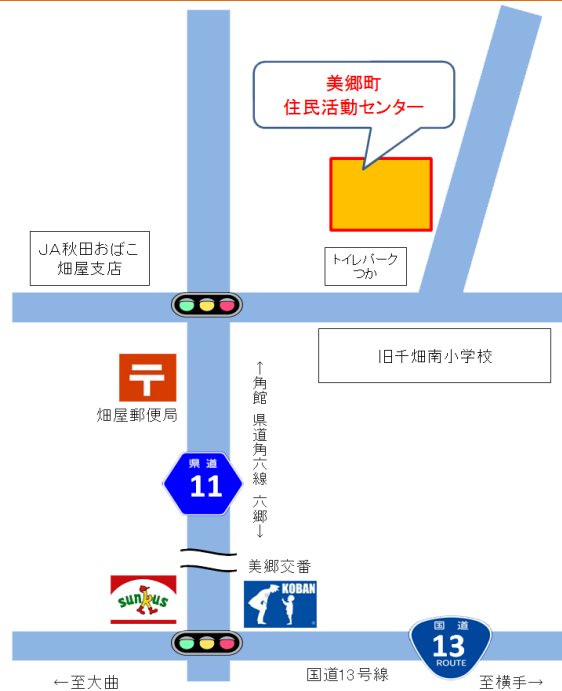 美郷町
住民活動センター
JA秋田おばこ
畑屋支店
トイレパーク
つか
旧千畑南小学校
〒
畑屋郵便局
←角館 県道角六線 六郷→
県道
11
美郷交番
sunkus
KOBAN
国道
13
ROUTE
国道13号線
←至大曲
至横手→